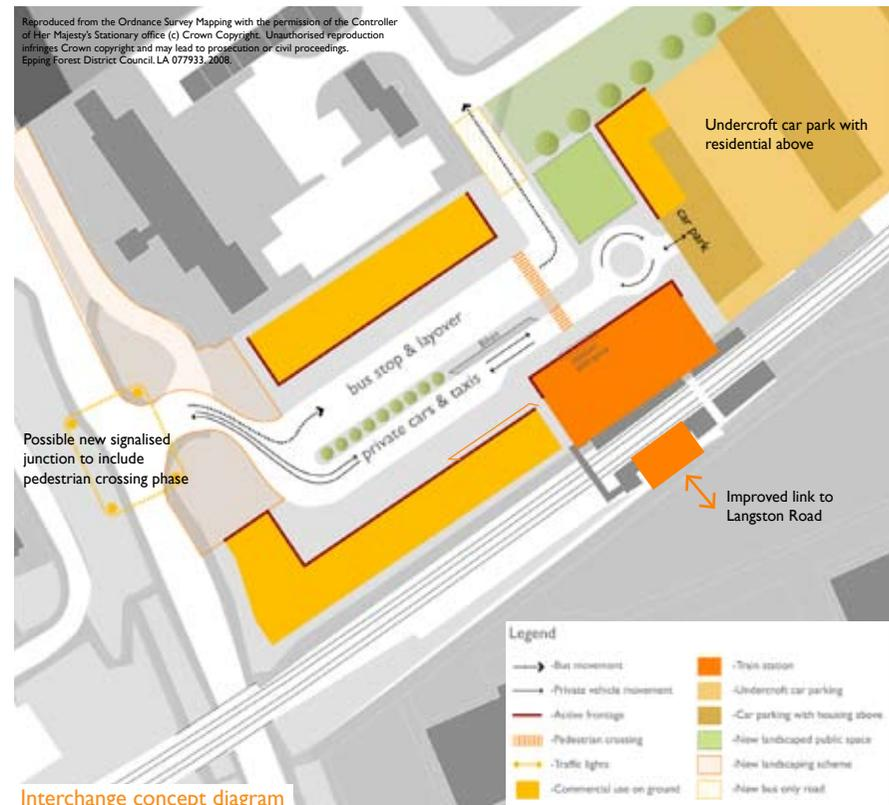 Reproduced from the Ordnance Survey Mapping with the permission of the Controller
of Her Majesty's Stationary office (c) Crown Copyright. Unauthorised reproduction
infringes Crown copyright and may lead to prosecution or civil proceedings.
Epping Forest District Council. LA 077933. 2008.
Undercroft car park with
residential above
car park
bus stop & layover
private cars & taxis
Possible new signalised
junction to include
pedestrian crossing phase
Improved link to
Langston Road
Legend
-Bus movement
-Private vehicle movement
-Active frontage
-Pedestrian crossing
-Traffic lights
-Commercial use on ground
-Train station
-Undercroft car parking
-Car parking with housing above
-New landscaped public space
-New landscaping scheme
-New bus only road
Interchange concept diagram